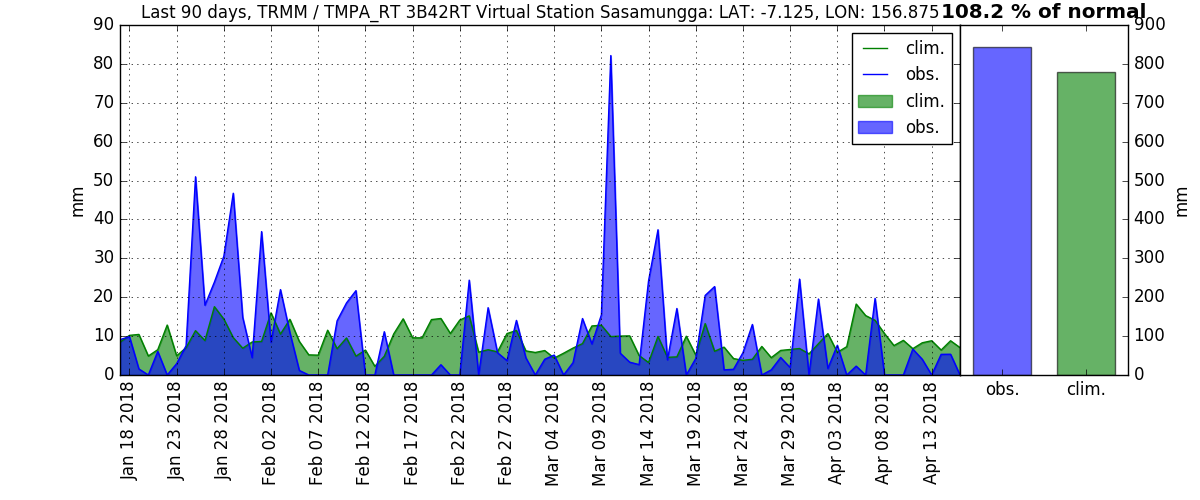 Last 90 days, TRMM / TMPA_RT 3B42RT Virtual Station Sasamungga: LAT: -7.125, LON: 156.875 108.2 % of normal
90
80
70
60
50
40
30
20
10
0
mm
clim.
obs.
clim.
obs.
900
800
700
600
500
400
300
200
100
0
mm
Jan 18 2018
Jan 23 2018
Jan 28 2018
Feb 02 2018
Feb 07 2018
Feb 12 2018
Feb 17 2018
Feb 22 2018
Feb 27 2018
Mar 04 2018
Mar 09 2018
Mar 14 2018
Mar 19 2018
Mar 24 2018
Mar 29 2018
Apr 03 2018
Apr 08 2018
Apr 13 2018
obs.
clim.